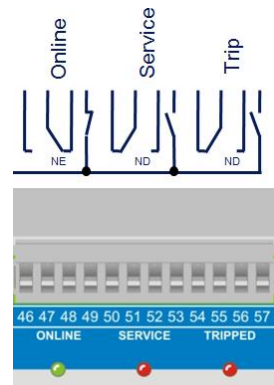 Online Service Trip
NE ND ND
46 47 48 49 50 51 52 53 54 55 56 57
ONLINE SERVICE TRIPPED